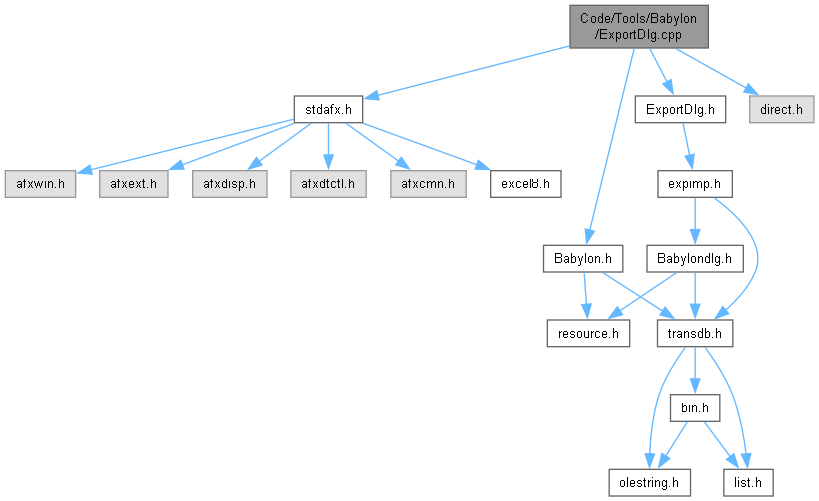 Code/Tools/Babylon
/ExportDlg.cpp
stdafx.h
ExportDlg.h
direct.h
afxwin.h
afxext.h
afxdisp.h
afxdtctl.h
afxcmn.h
excel8.h
expimp.h
Babylon.h
Babylondlg.h
resource.h
transdb.h
bin.h
olestring.h
list.h